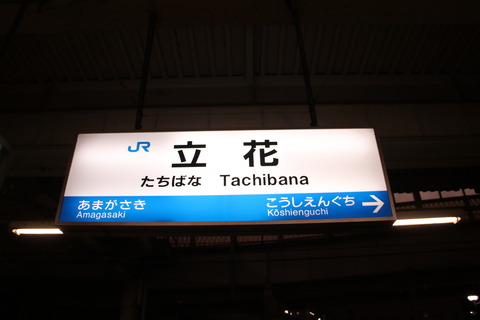 JR 立花
たちばな Tachibana
あまがさき こうしえんぐち →
Amagasaki Kōshienguchi